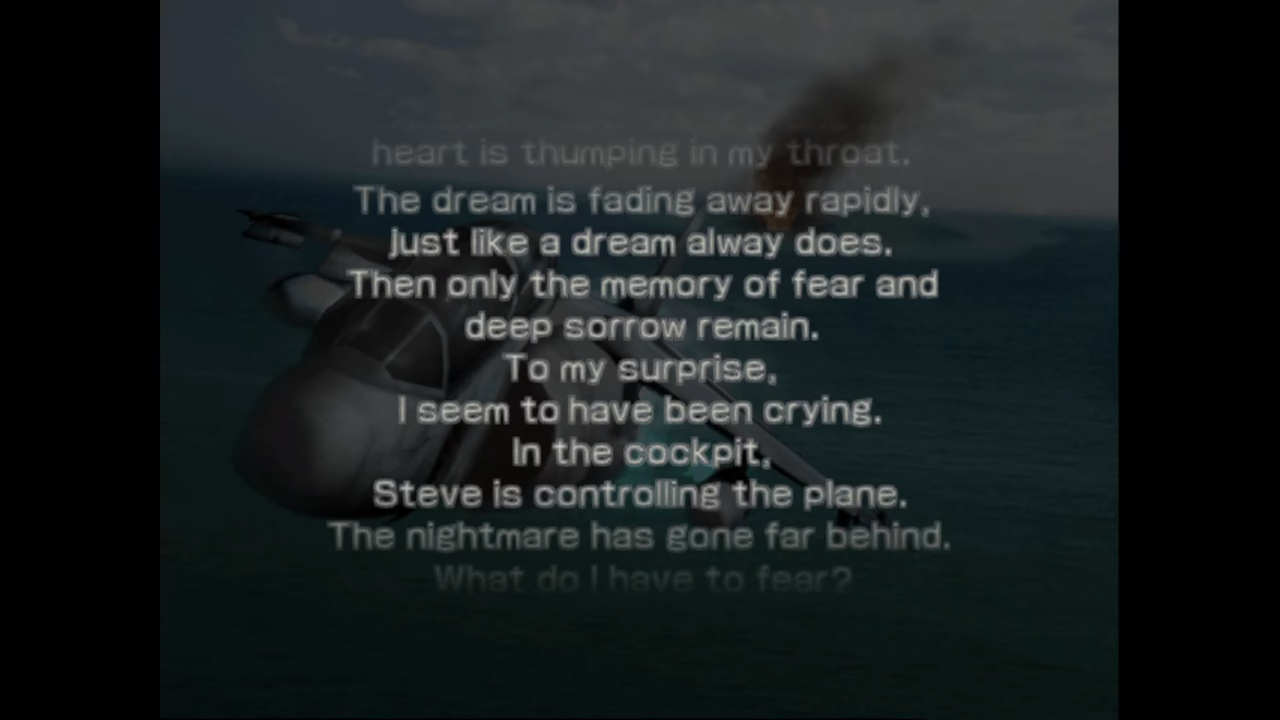 heart is thumping in my throat.
The dream is fading away rapidly,
just like a dream alway does.
Then only the memory of fear and
deep sorrow remain.
To my surprise,
I seem to have been crying.
In the cockpit,
Steve is controlling the plane.
The nightmare has gone far behind.
What do I have to fear?